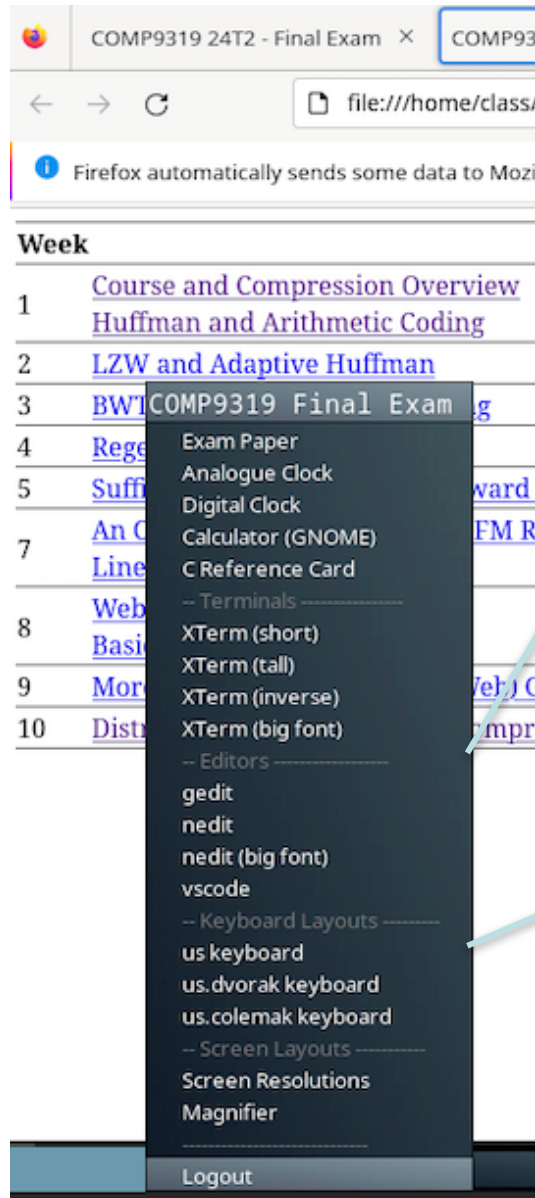 COMP9319 24T2 - Final Exam ×
COMP93
file:///home/class/
Firefox automatically sends some data to Mozi
Week
1 Course and Compression Overview
Huffman and Arithmetic Coding
2 LZW and Adaptive Huffman
3 BWT g
4 Rege
5 Suffi ward
7 An O FM R
Line
8 Web
Basi
9 More Web) C
10 Distr mpr
COMP9319 Final Exam
Exam Paper
Analogue Clock
Digital Clock
Calculator (GNOME)
C Reference Card
-- Terminals ----------------
XTerm (short)
XTerm (tall)
XTerm (inverse)
XTerm (big font)
-- Editors ------------------
gedit
nedit
nedit (big font)
vscode
-- Keyboard Layouts ---------
us keyboard
us.dvorak keyboard
us.colemak keyboard
-- Screen Layouts -----------
Screen Resolutions
Magnifier
-----------------------------
Logout